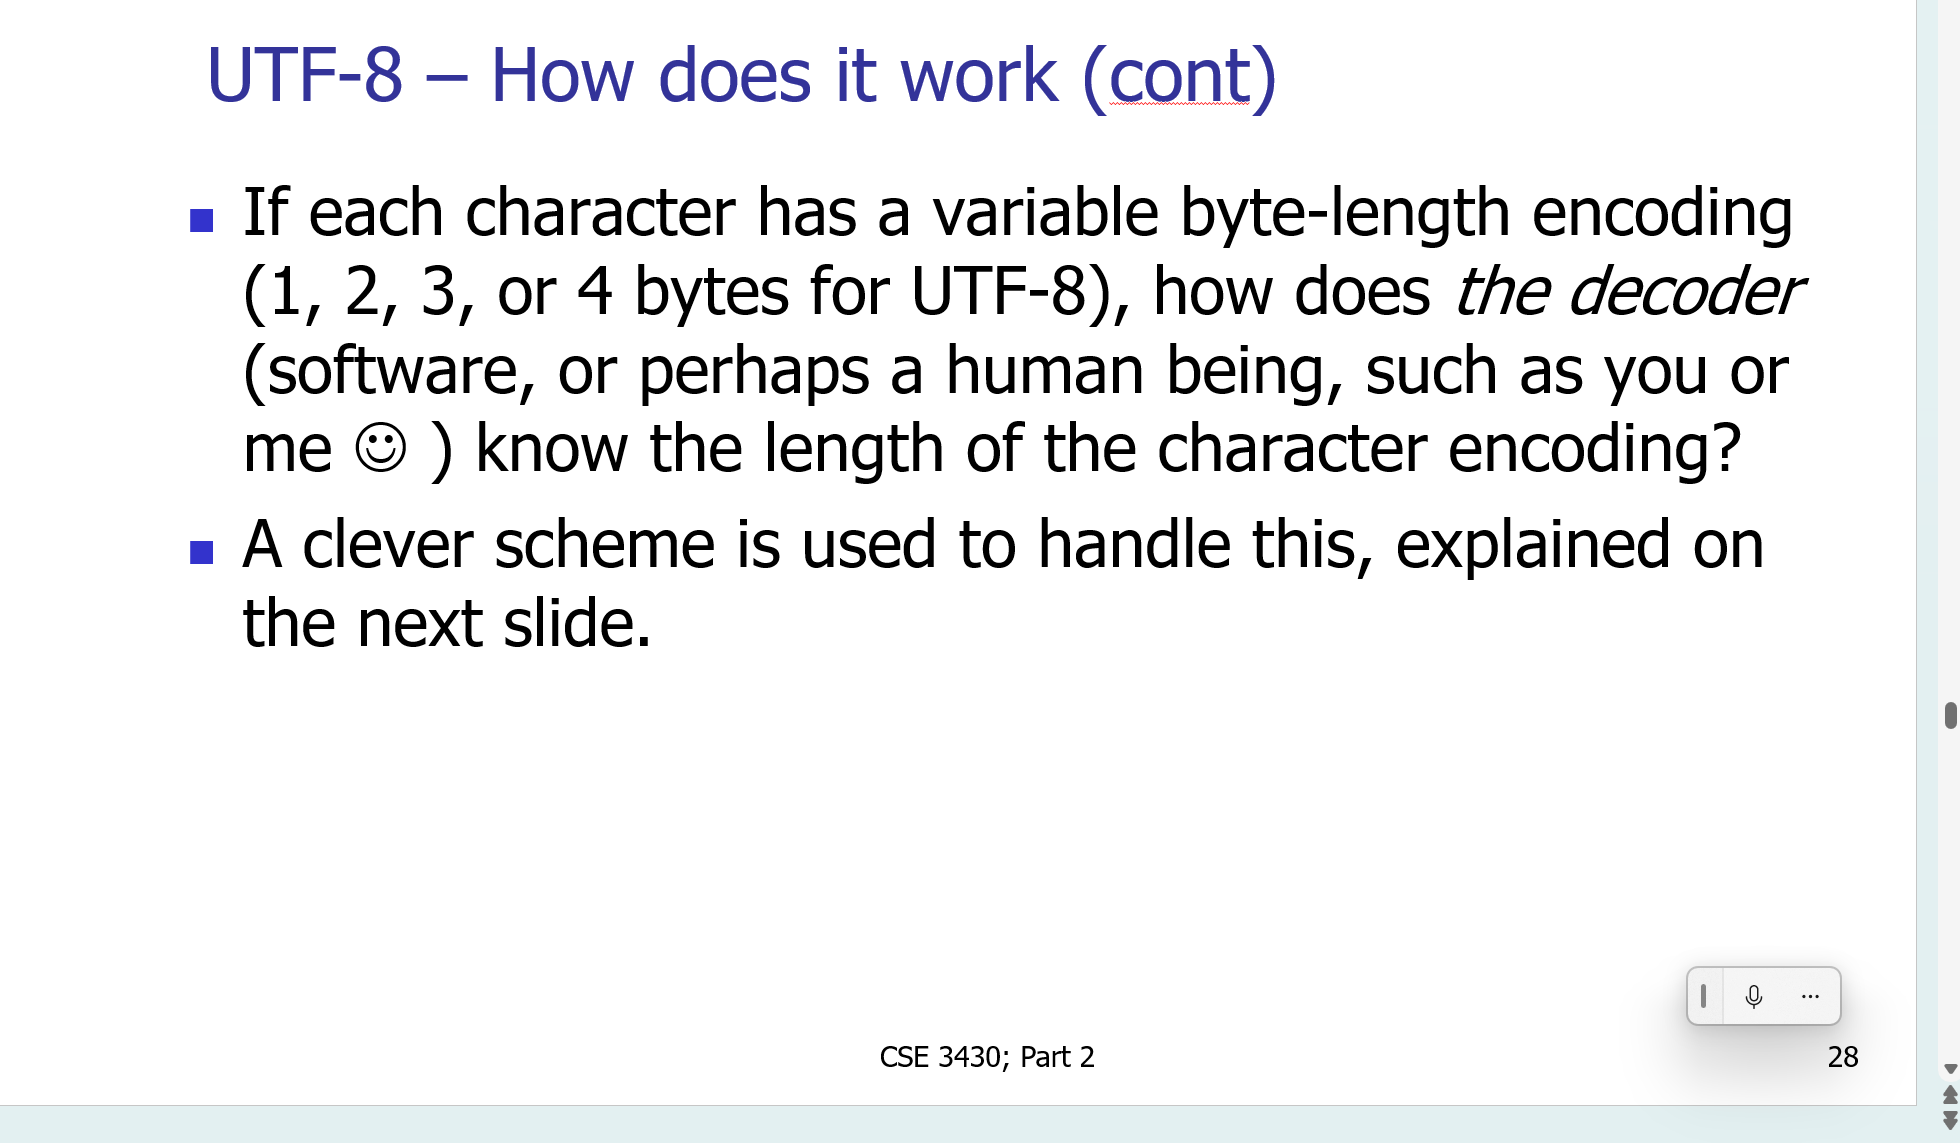 UTF-8 – How does it work (cont)
■ If each character has a variable byte-length encoding
(1, 2, 3, or 4 bytes for UTF-8), how does the decoder
(software, or perhaps a human being, such as you or
me ☺ ) know the length of the character encoding?
■ A clever scheme is used to handle this, explained on
the next slide.
CSE 3430; Part 2
28